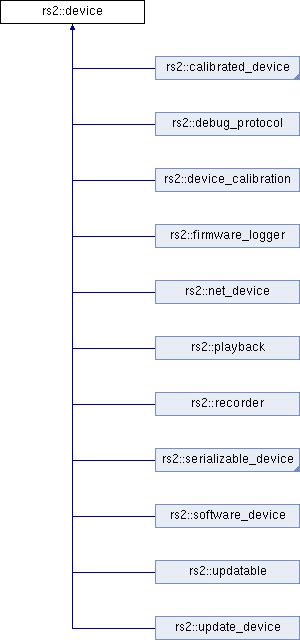 rs2::device
rs2::calibrated_device
rs2::debug_protocol
rs2::device_calibration
rs2::firmware_logger
rs2::net_device
rs2::playback
rs2::recorder
rs2::serializable_device
rs2::software_device
rs2::updatable
rs2::update_device